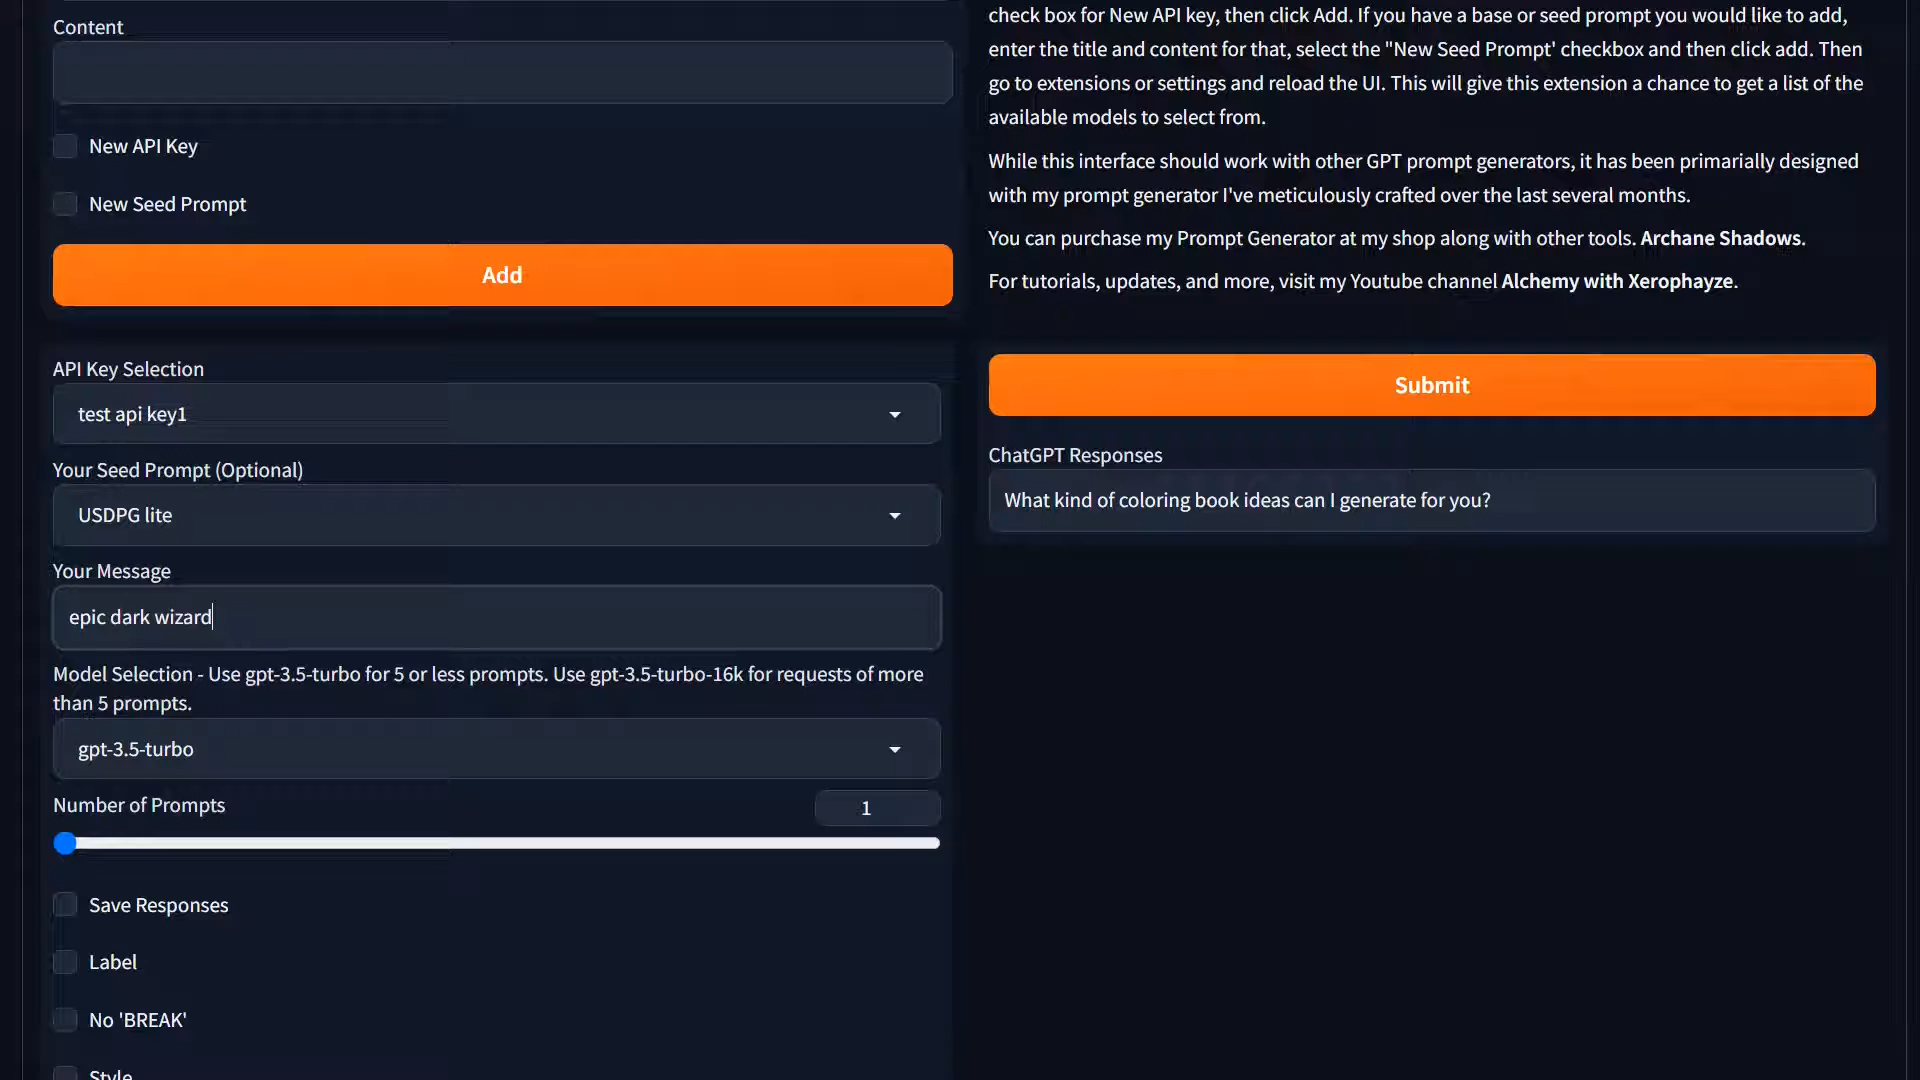 Content
New API Key
New Seed Prompt
Add
API Key Selection
test api key1
Your Seed Prompt (Optional)
USDPG lite
Your Message
epic dark wizard
Model Selection - Use gpt-3.5-turbo for 5 or less prompts. Use gpt-3.5-turbo-16k for requests of more
than 5 prompts.
gpt-3.5-turbo
Number of Prompts
1
Save Responses
Label
No 'BREAK'
Style
check box for New API key, then click Add. If you have a base or seed prompt you would like to add,
enter the title and content for that, select the "New Seed Prompt' checkbox and then click add. Then
go to extensions or settings and reload the UI. This will give this extension a chance to get a list of the
available models to select from.
While this interface should work with other GPT prompt generators, it has been primarially designed
with my prompt generator I've meticulously crafted over the last several months.
You can purchase my Prompt Generator at my shop along with other tools. Archane Shadows.
For tutorials, updates, and more, visit my Youtube channel Alchemy with Xerophayze.
Submit
ChatGPT Responses
What kind of coloring book ideas can I generate for you?